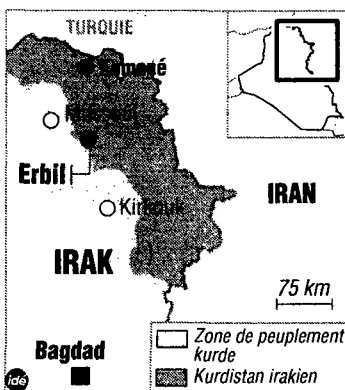 TURQUIE
Erbil
Kirkouk
IRAN
IRAK
75 km
Bagdad
Zone de peuplement
kurde
Kurdistan irakien
idé